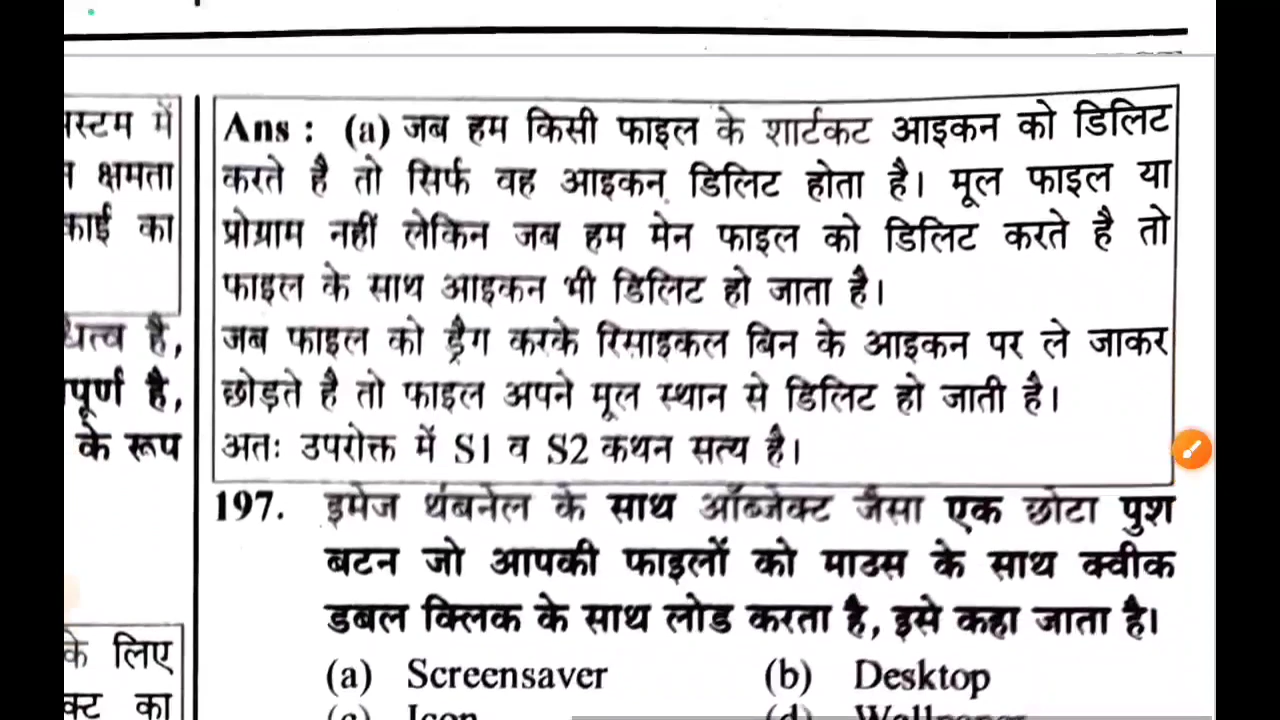 स्टम में
क्षमता
काई का
धित्व है,
पूर्ण है,
के रूप
के लिए
क्ट का
Ans : (a) जब हम किसी फाइल के शार्टकट आइकन को डिलिट
करते है तो सिर्फ वह आइकन डिलिट होता है। मूल फाइल या
प्रोग्राम नहीं लेकिन जब हम मेन फाइल को डिलिट करते है तो
फाइल के साथ आइकन भी डिलिट हो जाता है।
जब फाइल को ड्रैग करके रिसाइकल बिन के आइकन पर ले जाकर
छोड़ते है तो फाइल अपने मूल स्थान से डिलिट हो जाती है।
अतः उपरोक्त में S1 व S2 कथन सत्य है।
197. इमेज थंबनेल के साथ ऑब्जेक्ट जैसा एक छोटा पुश
बटन जो आपकी फाइलों को माउस के साथ क्वीक
डबल क्लिक के साथ लोड करता है, इसे कहा जाता है।
(a) Screensaver (b) Desktop
(c) Icon (d) Wallpaper